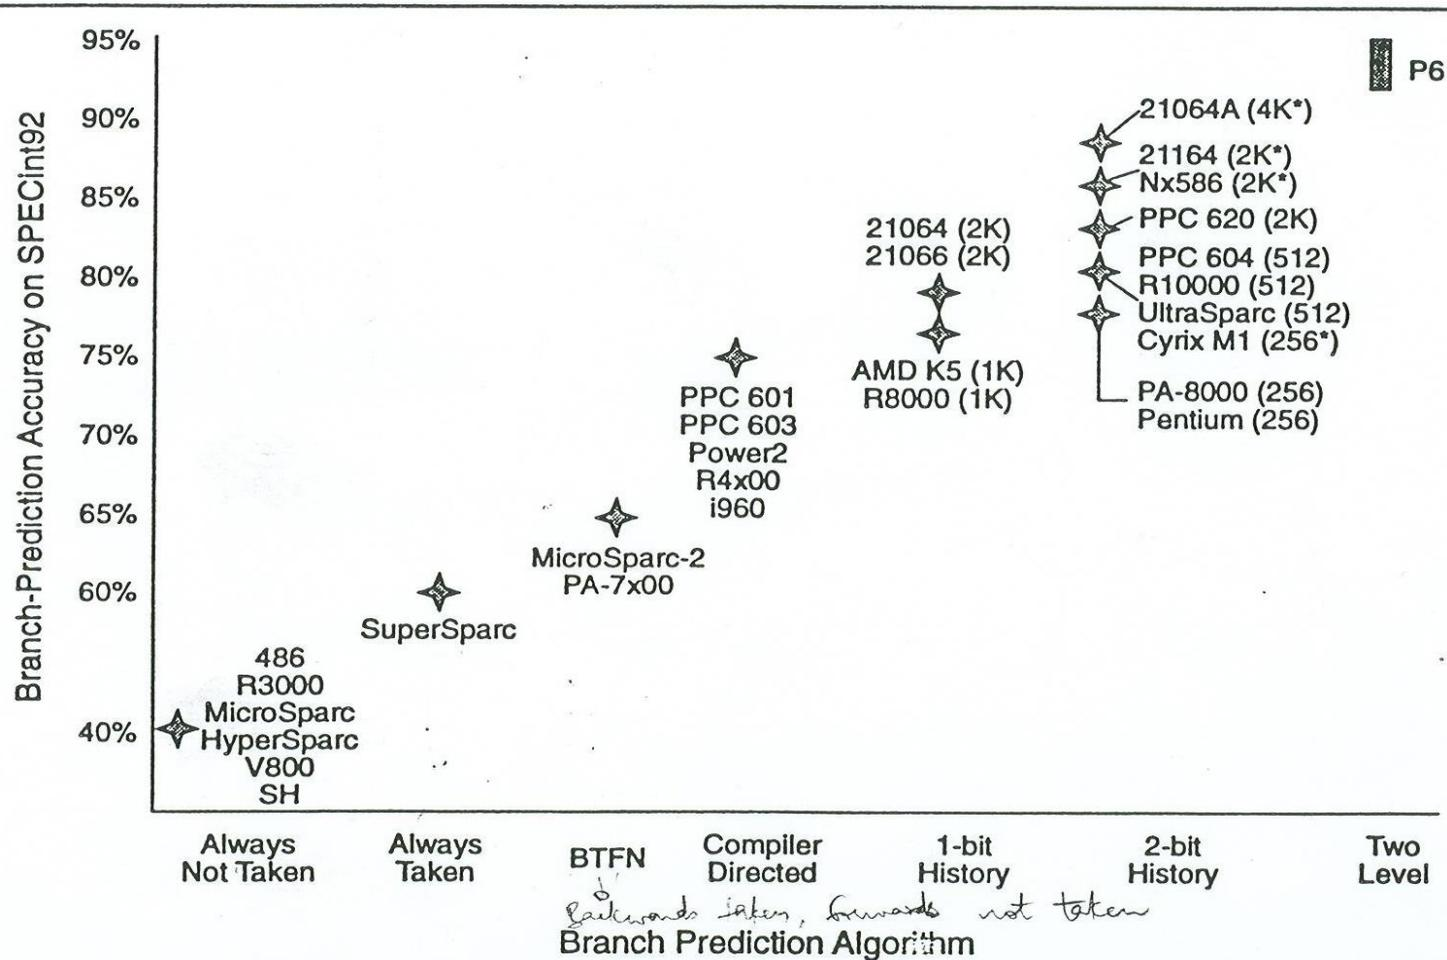 Branch-Prediction Accuracy on SPECint92
95%
90%
85%
80%
75%
70%
65%
60%
40%
486
R3000
MicroSparc
HyperSparc
V800
SH
SuperSparc
MicroSparc-2
PA-7x00
PPC 601
PPC 603
Power2
R4x00
i960
21064 (2K)
21066 (2K)
AMD K5 (1K)
R8000 (1K)
21064A (4K*)
21164 (2K*)
Nx586 (2K*)
PPC 620 (2K)
PPC 604 (512)
R10000 (512)
UltraSparc (512)
Cyrix M1 (256*)
PA-8000 (256)
Pentium (256)
P6
Always
Not Taken
Always
Taken
BTFN
Compiler
Directed
1-bit
History
2-bit
History
Two
Level
Backwards taken, forwards not taken
Branch Prediction Algorithm